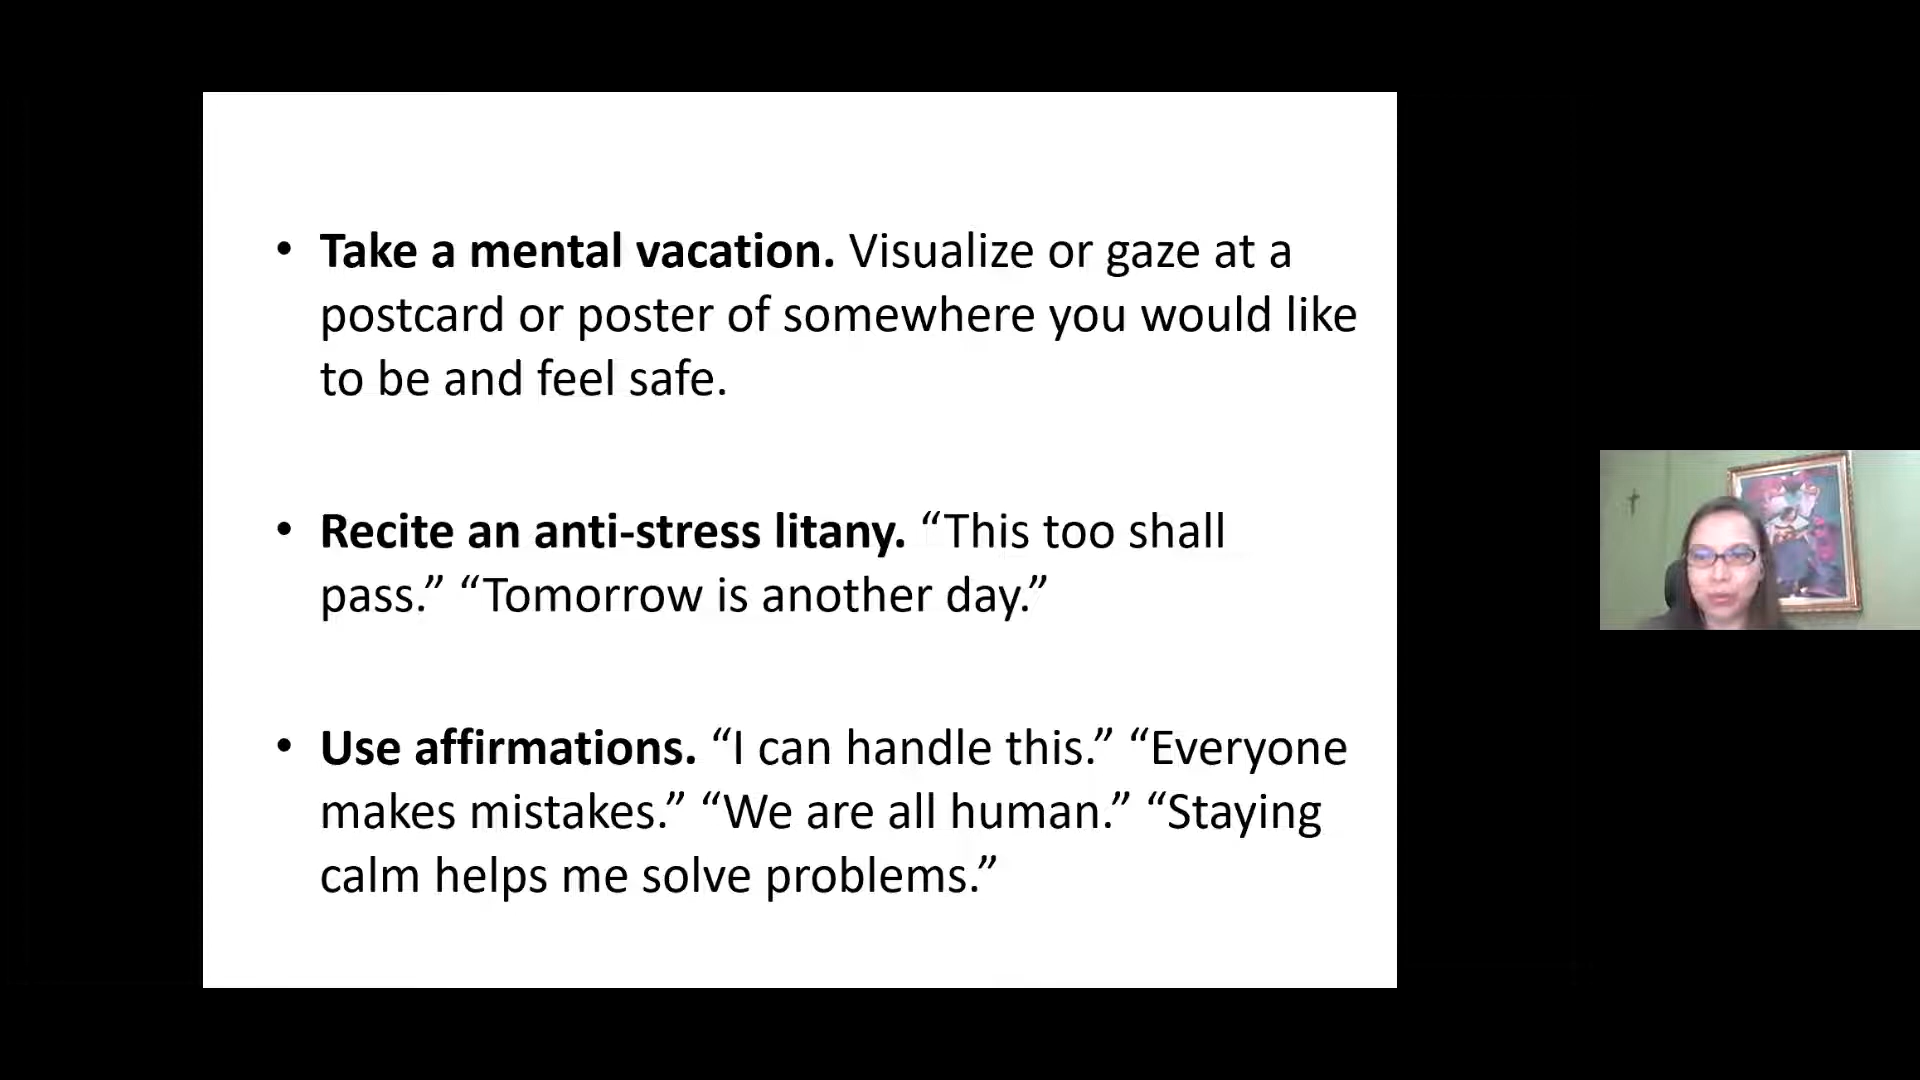 • Take a mental vacation. Visualize or gaze at a
postcard or poster of somewhere you would like
to be and feel safe.
• Recite an anti-stress litany. “This too shall
pass.” “Tomorrow is another day.”
• Use affirmations. “I can handle this.” “Everyone
makes mistakes.” “We are all human.” “Staying
calm helps me solve problems.”